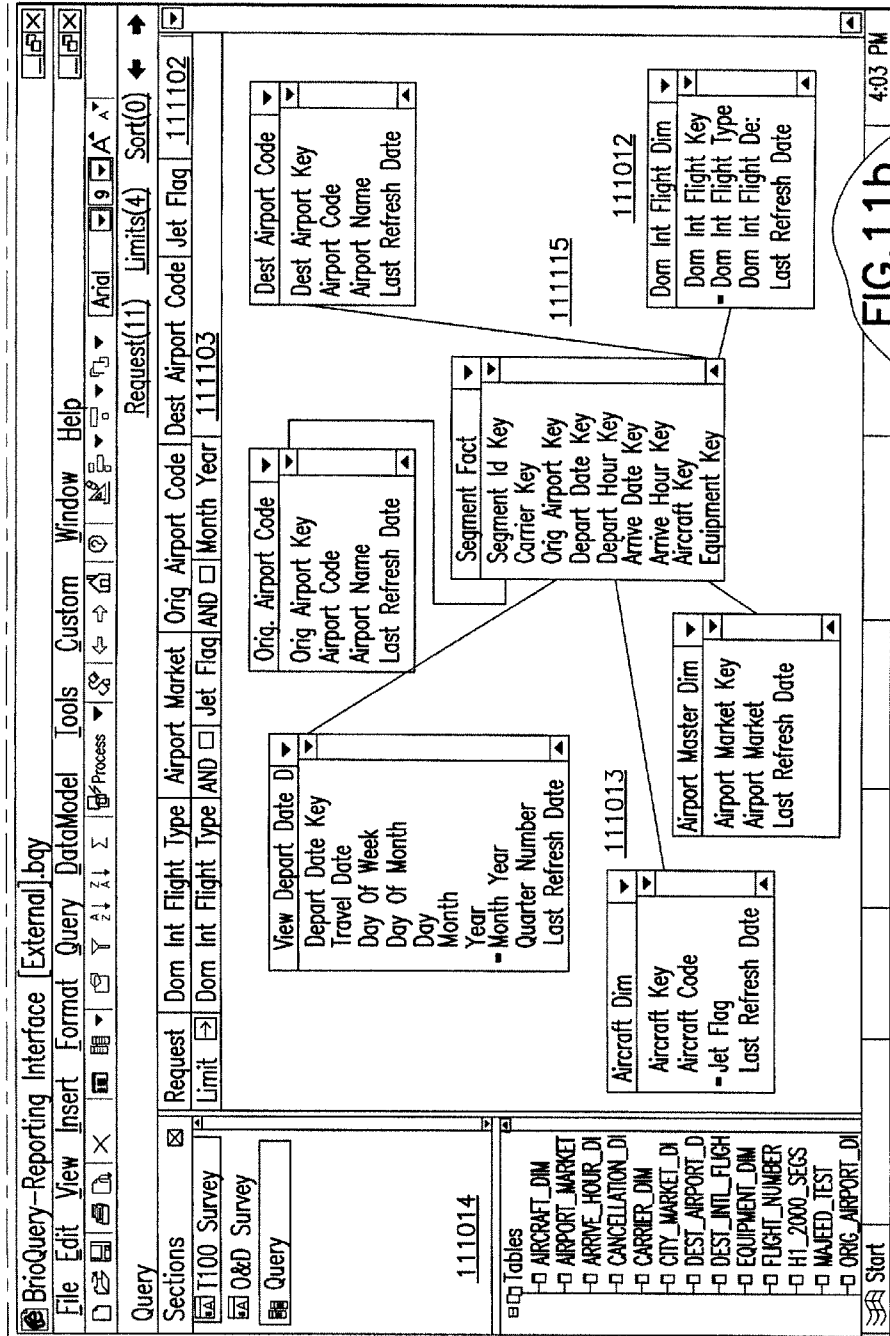 BrioQuery-Reporting Interface [External].bqy
File Edit View Insert Format Query DataModel Tools Custom Window Help
Process Arial 9 A A
Query Request(11) Limits(4) Sort(0)
Sections
T100 Survey
O&D Survey
Query
111014
Tables
AIRCRAFT_DIM
AIRPORT_MARKET
ARRIVE_HOUR_DI
CANCELLATION_DI
CARRIER_DIM
CITY_MARKET_DI
DEST_AIRPORT_D
DEST_INTL_FLIGH
EQUIPMENT_DIM
FLIGHT_NUMBER
H1_2000_SEGS
MAJEED_TEST
ORIG_AIRPORT_DI
Request Dom Int Flight Type Airport Market Orig Airport Code Dest Airport Code Jet Flag 111102
Limit Dom Int Flight Type AND Jet Flag AND Month Year 111103
View Depart Date D
Depart Date Key
Travel Date
Day Of Week
Day Of Month
Day
Month
Year
Month Year
Quarter Number
Last Refresh Date
Orig. Airport Code
Orig Airport Key
Airport Code
Airport Name
Last Refresh Date
Dest Airport Code
Dest Airport Key
Airport Code
Airport Name
Last Refresh Date
111013
Aircraft Dim
Aircraft Key
Aircraft Code
Jet Flag
Last Refresh Date
Airport Master Dim
Airport Market Key
Airport Market
Last Refresh Date
111115
Segment Fact
Segment Id Key
Carrier Key
Orig Airport Key
Depart Date Key
Depart Hour Key
Arrive Date Key
Arrive Hour Key
Aircraft Key
Equipment Key
111012
Dom Int Flight Dim
Dom Int Flight Key
Dom Int Flight Type
Dom Int Flight De:
Last Refresh Date
Start 4:03 PM
FIG.11b